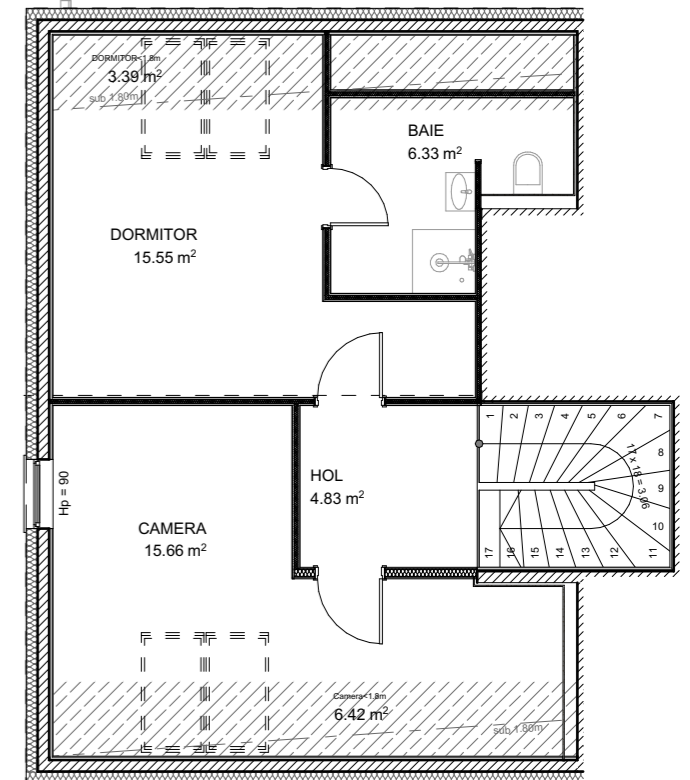 DORMITOR<1.8m
3.39 m²
sub 1.80m
BAIE
6.33 m²
DORMITOR
15.55 m²
1 2 3 4 5 6 7
8
9
10
17 16 15 14 13 12 11
17 x 18 = 3.06
HOL
4.83 m²
Hp = 90
CAMERA
15.66 m²
Camera<1.8m
6.42 m²
sub 1.80m